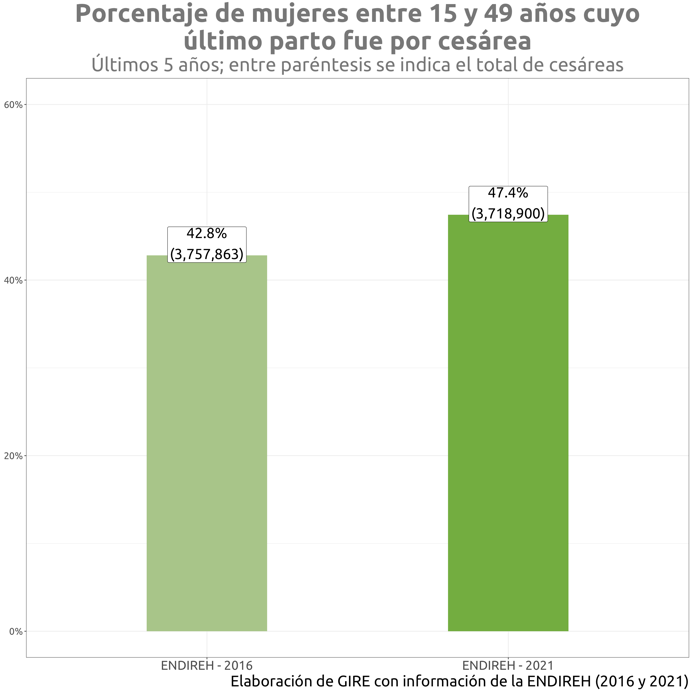 Porcentaje de mujeres entre 15 y 49 años cuyo
último parto fue por cesárea
Últimos 5 años; entre paréntesis se indica el total de cesáreas
60%
40%
20%
0%
42.8%
(3,757,863)
47.4%
(3,718,900)
ENDIREH - 2016
ENDIREH - 2021
Elaboración de GIRE con información de la ENDIREH (2016 y 2021)